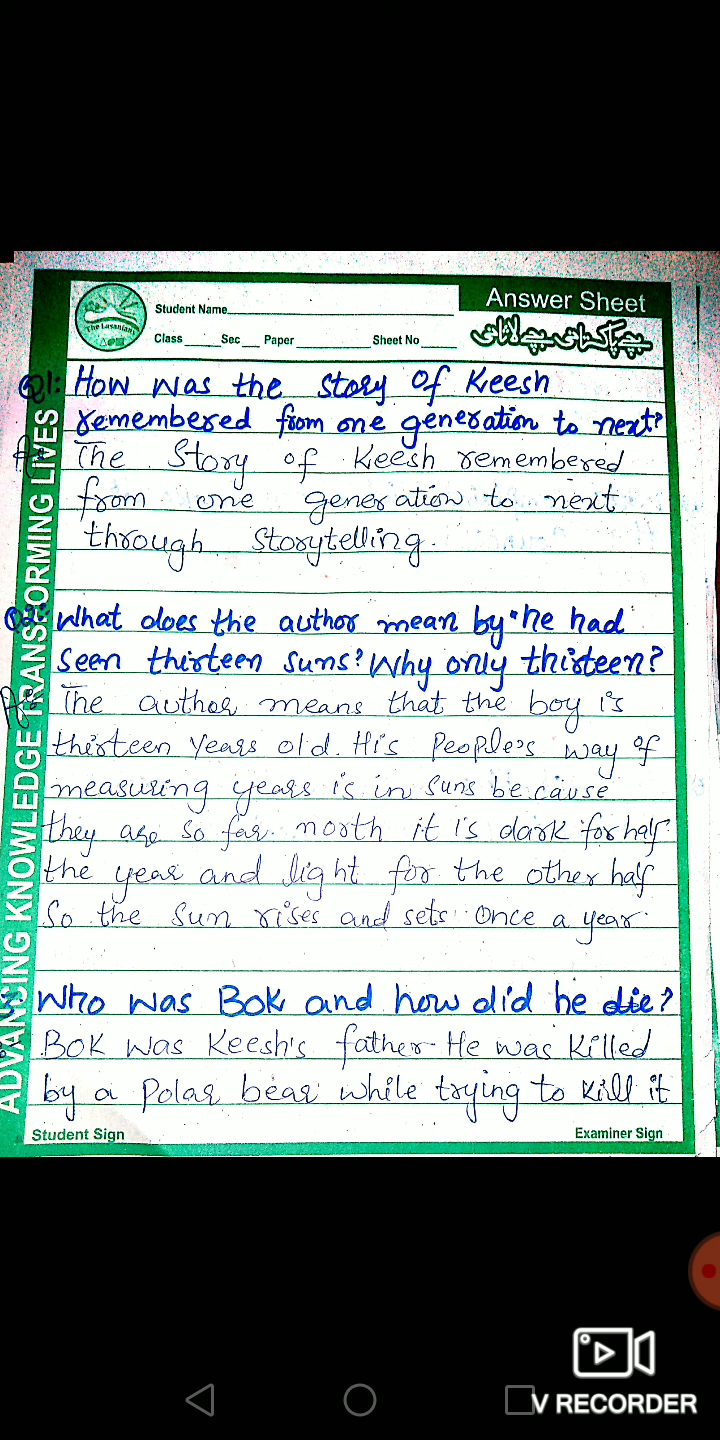 Answer Sheet
Student Name
The Lasanians
Class Sec Paper Sheet No
بچے پاکستانی بچے لاثانی
Q1: How was the story of Keesh
remembered from one generation to next?
The Story of Keesh remembered
from one generation to next
through Storytelling.
Q2: What does the author mean by "he had
seen thirteen suns? Why only thirteen?
The author means that the boy is
thirteen Years old. His People's way of
measuring years is in suns because
they are so far north it is dark for half
the year and light for the other half
So the Sun rises and sets once a year.
Who was Bok and how did he die?
Bok was Keesh's father. He was killed
by a Polar bear while trying to kill it
Student Sign Examiner Sign
ADVANCING KNOWLEDGE TRANSFORMING LIVES
V RECORDER